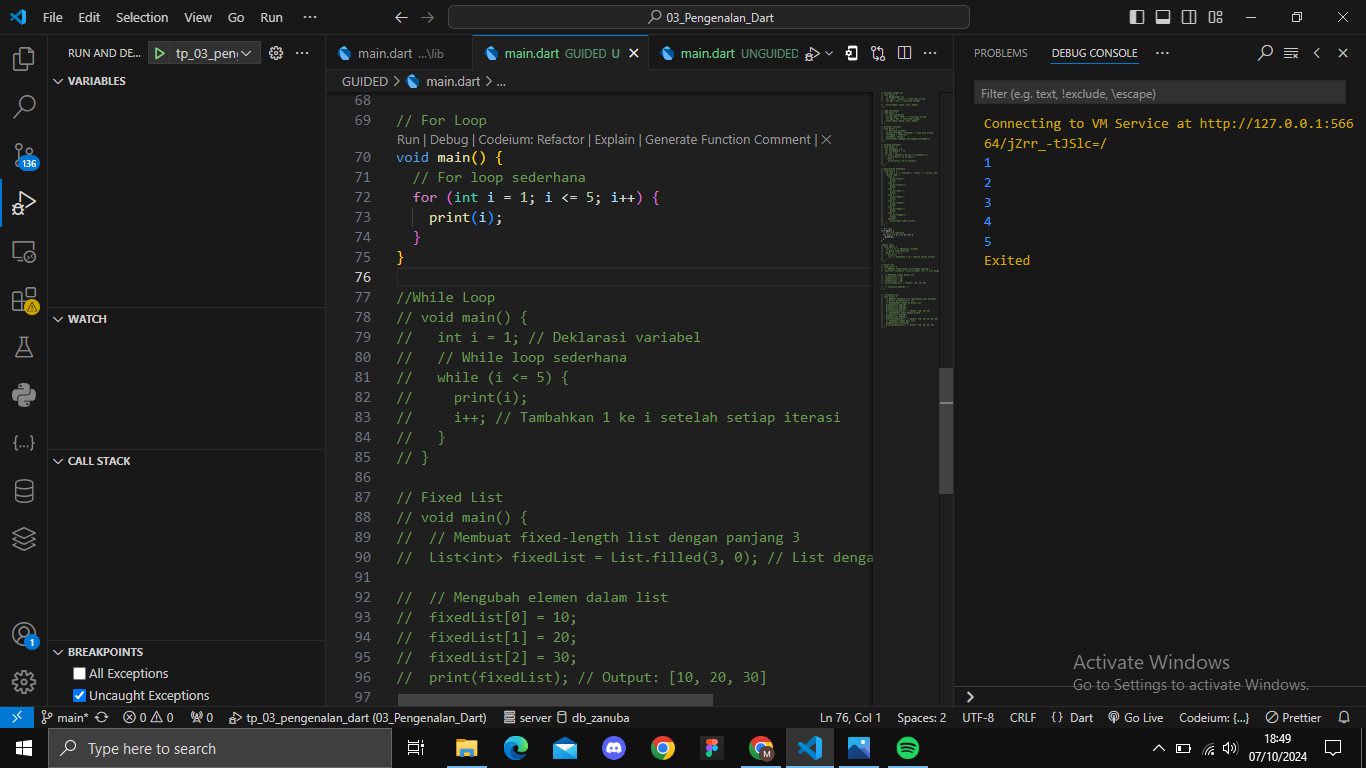 File Edit Selection View Go Run ··· 03_Pengenalan_Dart
RUN AND DE... tp_03_pen ···
VARIABLES
WATCH
CALL STACK
BREAKPOINTS
All Exceptions
Uncaught Exceptions
136
1
main.dart ...\lib main.dart GUIDED U main.dart UNGUIDED ···
GUIDED > main.dart > ...
68
69 // For Loop
Run | Debug | Codeium: Refactor | Explain | Generate Function Comment | ×
70 void main() {
71 // For loop sederhana
72 for (int i = 1; i <= 5; i++) {
73 print(i);
74 }
75 }
76
77 //While Loop
78 // void main() {
79 // int i = 1; // Deklarasi variabel
80 // // While loop sederhana
81 // while (i <= 5) {
82 // print(i);
83 // i++; // Tambahkan 1 ke i setelah setiap iterasi
84 // }
85 // }
86
87 // Fixed List
88 // void main() {
89 // // Membuat fixed-length list dengan panjang 3
90 // List<int> fixedList = List.filled(3, 0); // List denga
91
92 // // Mengubah elemen dalam list
93 // fixedList[0] = 10;
94 // fixedList[1] = 20;
95 // fixedList[2] = 30;
96 // print(fixedList); // Output: [10, 20, 30]
97
PROBLEMS DEBUG CONSOLE ···
Filter (e.g. text, !exclude, \escape)
Connecting to VM Service at http://127.0.0.1:566
64/jZrr_-tJSlc=/
1
2
3
4
5
Exited
Activate Windows
Go to Settings to activate Windows.
main* 0 0 0 tp_03_pengenalan_dart (03_Pengenalan_Dart) server db_zanuba Ln 76, Col 1 Spaces: 2 UTF-8 CRLF {} Dart Go Live Codeium: {...} Prettier
Type here to search
M
18:49
07/10/2024